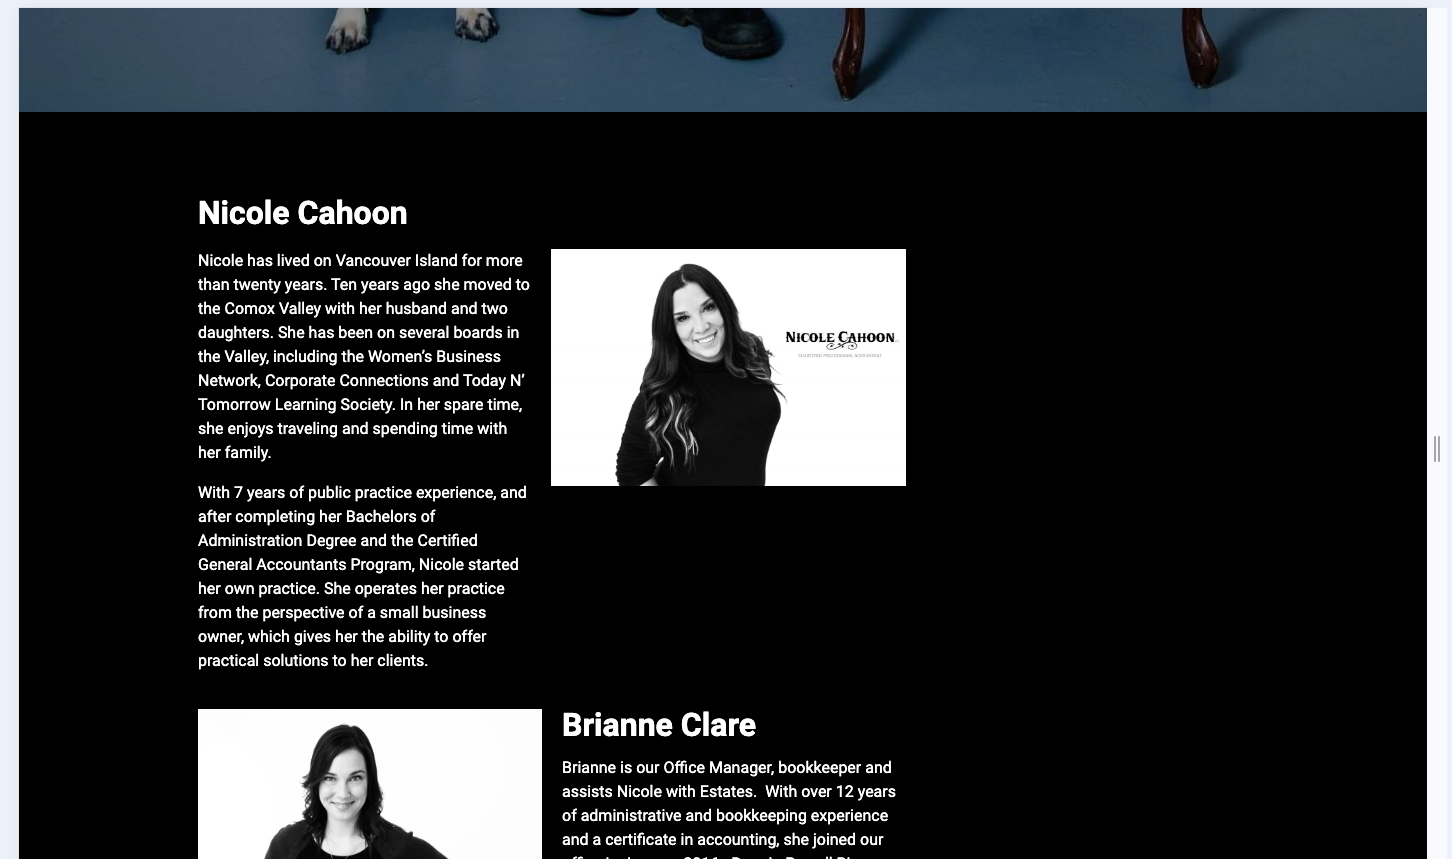 Nicole Cahoon
Nicole has lived on Vancouver Island for more
than twenty years. Ten years ago she moved to
the Comox Valley with her husband and two
daughters. She has been on several boards in
the Valley, including the Women’s Business
Network, Corporate Connections and Today N’
Tomorrow Learning Society. In her spare time,
she enjoys traveling and spending time with
her family.
NICOLE CAHOON
CHARTERED PROFESSIONAL ACCOUNTANT
With 7 years of public practice experience, and
after completing her Bachelors of
Administration Degree and the Certified
General Accountants Program, Nicole started
her own practice. She operates her practice
from the perspective of a small business
owner, which gives her the ability to offer
practical solutions to her clients.
Brianne Clare
Brianne is our Office Manager, bookkeeper and
assists Nicole with Estates.  With over 12 years
of administrative and bookkeeping experience
and a certificate in accounting, she joined our